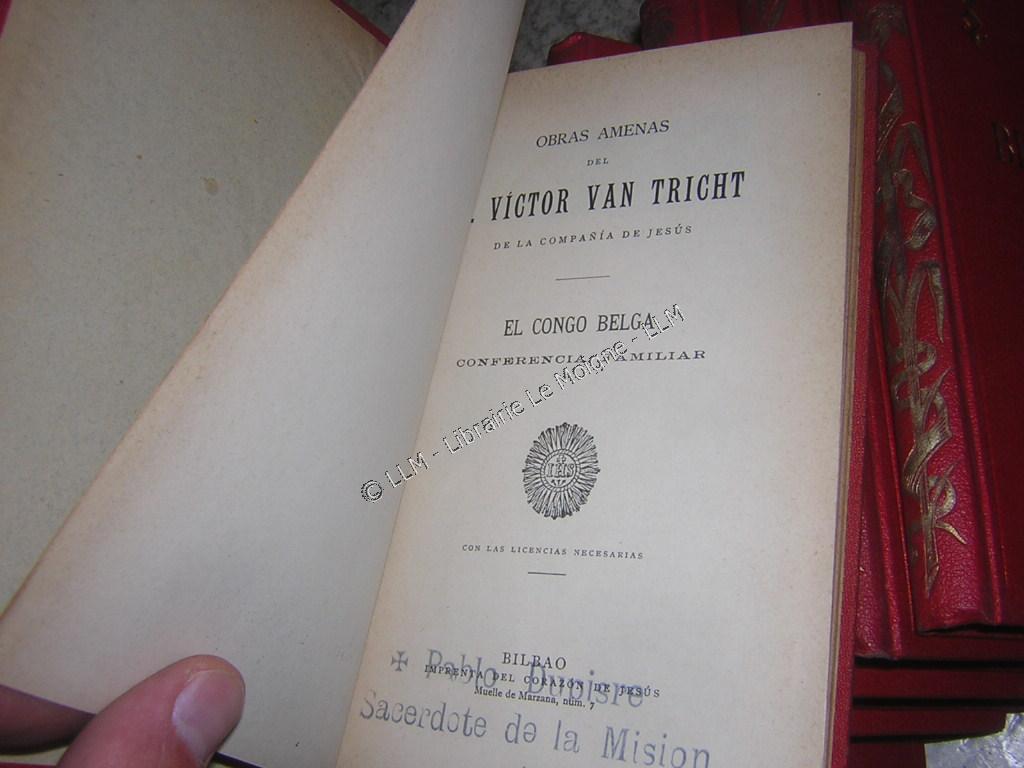 OBRAS AMENAS
DEL
. VÍCTOR VAN TRICHT
DE LA COMPAÑÍA DE JESÚS
EL CONGO BELGA
CONFERENCIA FAMILIAR
© LLM - Librairie Le Moigne - LLM
IHS
CON LAS LICENCIAS NECESARIAS
BILBAO
IMPRENTA DEL CORAZÓN DE JESÚS
Muelle de Marzana, núm. 7
+ Pablo Dupisre
Sacerdote de la Mision